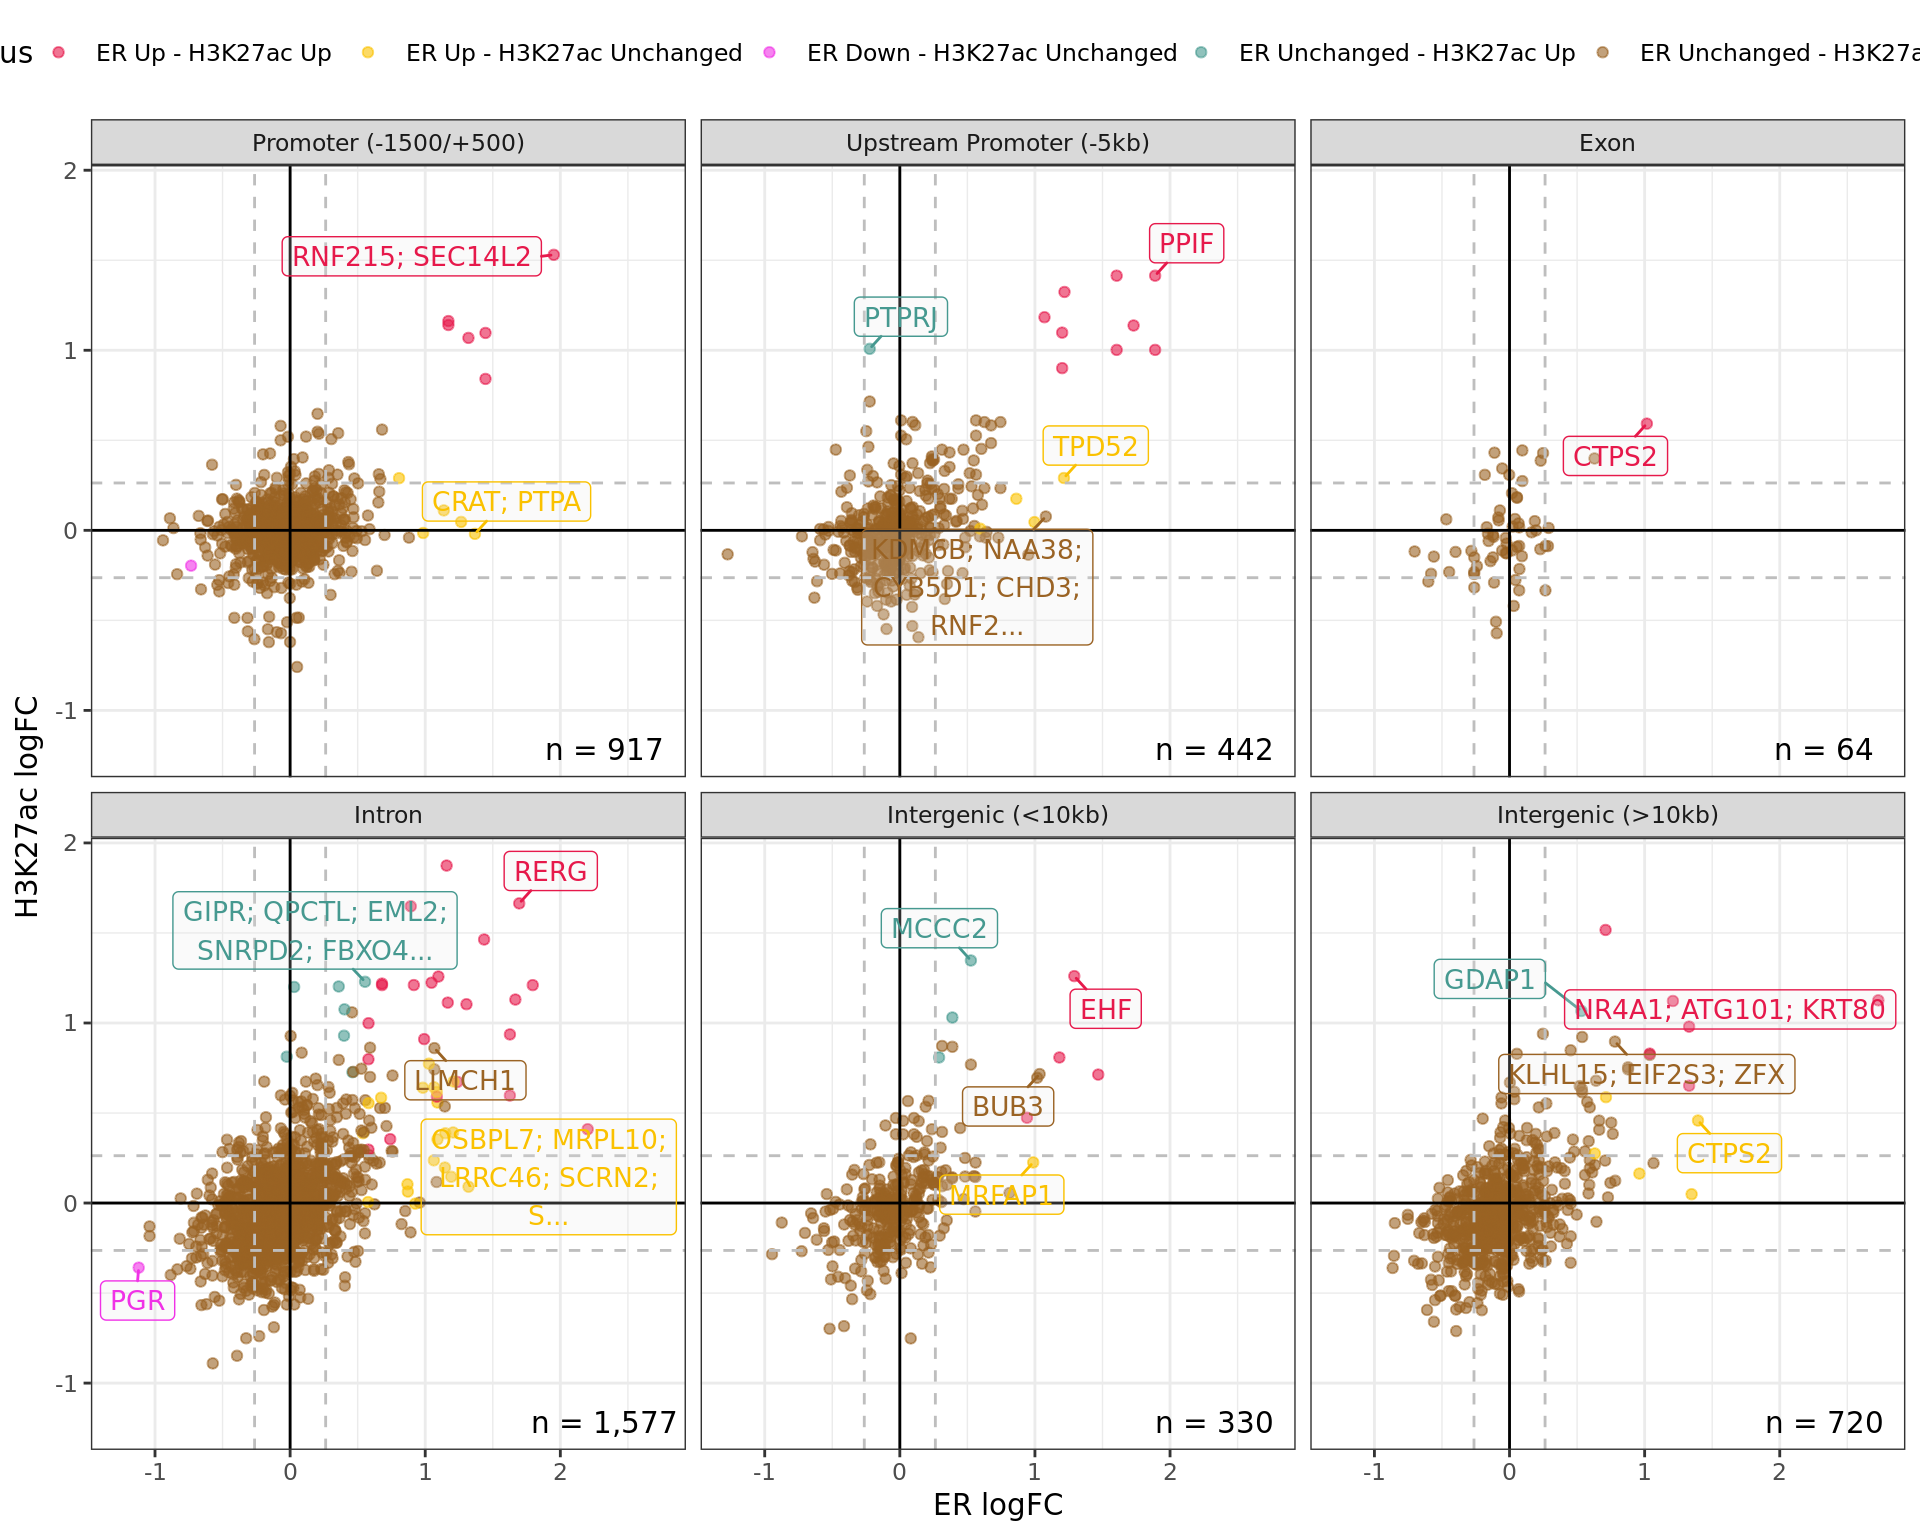 us ER Up - H3K27ac Up ER Up - H3K27ac Unchanged ER Down - H3K27ac Unchanged ER Unchanged - H3K27ac Up ER Unchanged - H3K27a
Promoter (-1500/+500)
Upstream Promoter (-5kb)
Exon
2
1
0
-1
RNF215; SEC14L2
CRAT; PTPA
n = 917
PPIF
PTPRJ
TPD52
KDM6B; NAA38;
CYB5D1; CHD3;
RNF2...
n = 442
CTPS2
n = 64
H3K27ac logFC
Intron
Intergenic (<10kb)
Intergenic (>10kb)
2
1
0
-1
RERG
GIPR; QPCTL; EML2;
SNRPD2; FBXO4...
LIMCH1
OSBPL7; MRPL10;
LRRC46; SCRN2;
S...
PGR
n = 1,577
MCCC2
EHF
BUB3
MRFAP1
n = 330
GDAP1
NR4A1; ATG101; KRT80
KLHL15; EIF2S3; ZFX
CTPS2
n = 720
-1 0 1 2
-1 0 1 2
-1 0 1 2
ER logFC